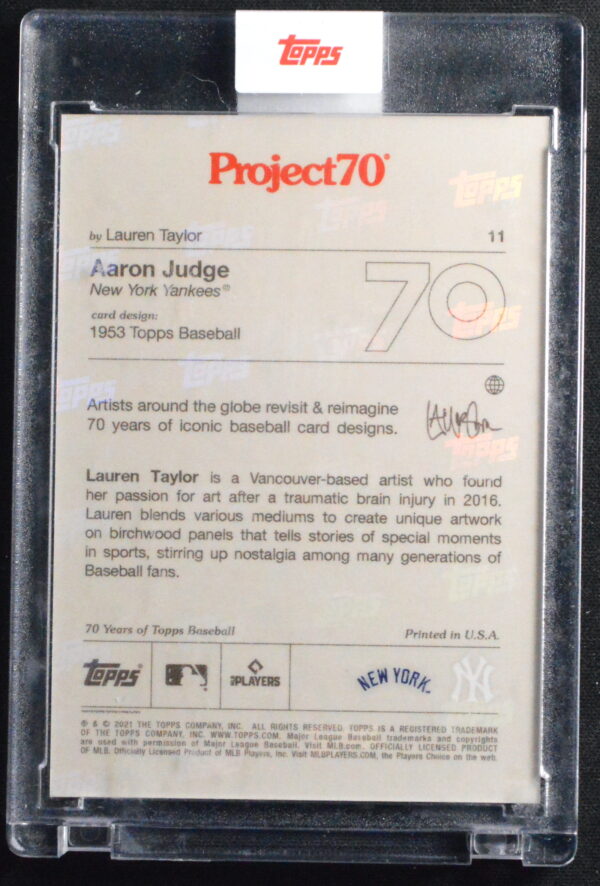 TOPPS
Project70®
by Lauren Taylor 11
Aaron Judge
New York Yankees®
card design:
1953 Topps Baseball
70
Artists around the globe revisit & reimagine
70 years of iconic baseball card designs.
Lauren Taylor is a Vancouver-based artist who found
her passion for art after a traumatic brain injury in 2016.
Lauren blends various mediums to create unique artwork
on birchwood panels that tells stories of special moments
in sports, stirring up nostalgia among many generations of
Baseball fans.
70 Years of Topps Baseball Printed in U.S.A.
TOPPS PLAYERS NEW YORK NY
® & © 2021 THE TOPPS COMPANY, INC. ALL RIGHTS RESERVED. TOPPS IS A REGISTERED TRADEMARK
OF THE TOPPS COMPANY, INC. WWW.TOPPS.COM. Major League Baseball trademarks and copyrights
are used with permission of Major League Baseball. Visit MLB.com. OFFICIALLY LICENSED PRODUCT
OF MLB. Officially Licensed Product of MLB Players, Inc. Visit MLBPLAYERS.COM, the Players Choice on the web.